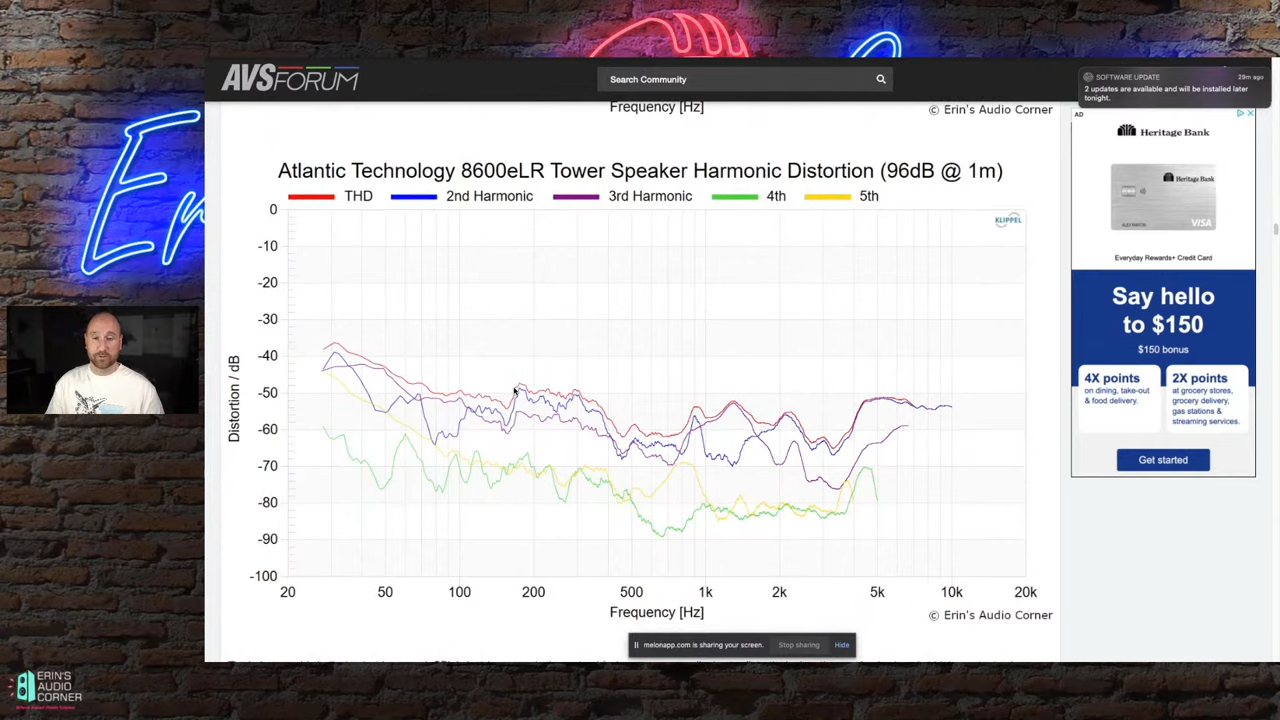 AVSFORUM
Search Community
SOFTWARE UPDATE
29m ago
2 updates are available and will be installed later
tonight.
Frequency [Hz]
© Erin's Audio Corner
AD
Heritage Bank
Atlantic Technology 8600eLR Tower Speaker Harmonic Distortion (96dB @ 1m)
THD
2nd Harmonic
3rd Harmonic
4th
5th
KLIPPEL
0
-10
-20
-30
-40
-50
-60
-70
-80
-90
-100
Distortion / dB
20
50
100
200
500
1k
2k
5k
10k
20k
Frequency [Hz]
© Erin's Audio Corner
Heritage Bank
VISA
Everyday Rewards+ Credit Card
Say hello
to $150
$150 bonus
4X points
on dining, take-out
& food delivery.
2X points
at grocery stores,
grocery delivery,
gas stations &
streaming services.
Get started
melonapp.com is sharing your screen.
Stop sharing
Hide
Er
ERIN'S
AUDIO
CORNER